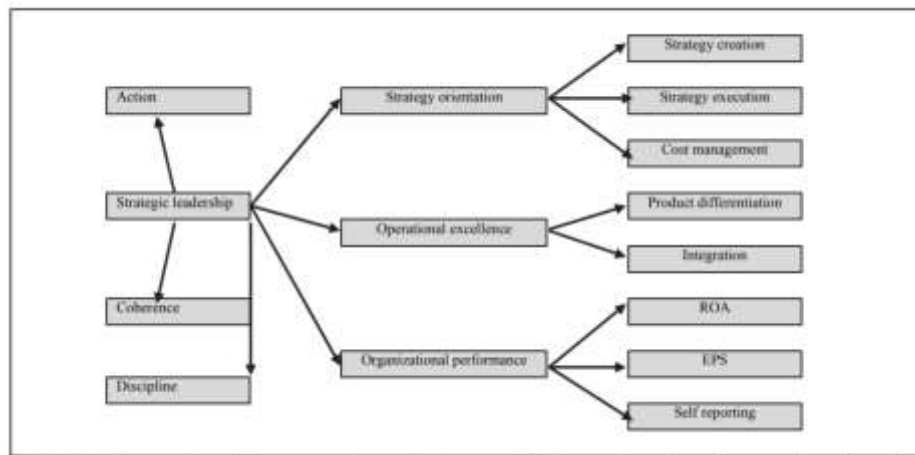 Action
Strategic leadership
Coherence
Discipline
Strategy orientation
Operational excellence
Organizational performance
Strategy creation
Strategy execution
Cost management
Product differentiation
Integration
ROA
EPS
Self reporting